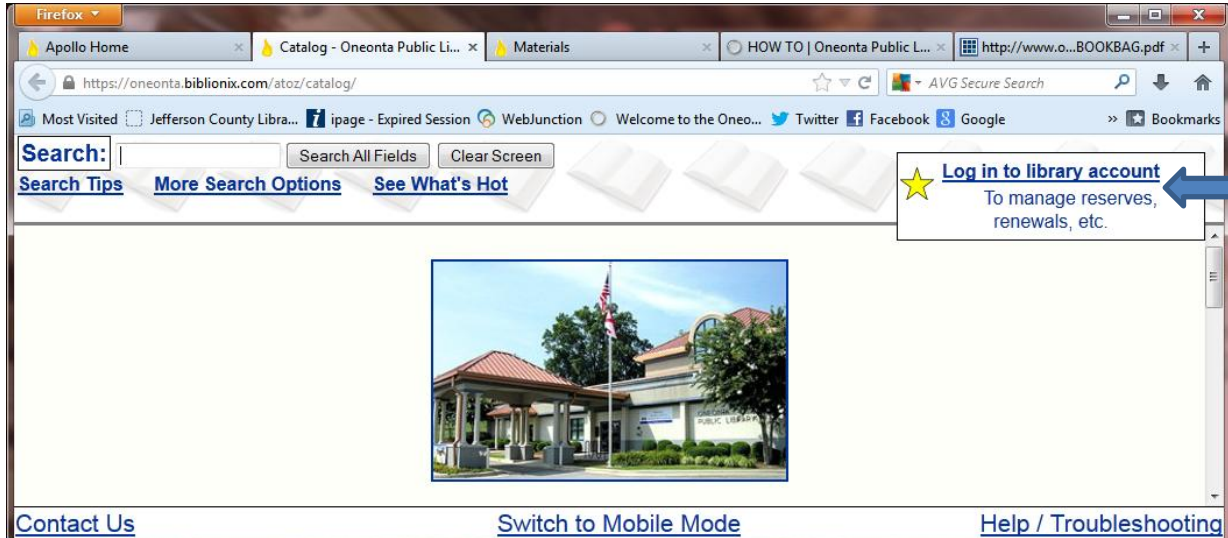 Firefox
Apollo Home
Catalog - Oneonta Public Li...
Materials
HOW TO | Oneonta Public L...
http://www.o...BOOKBAG.pdf
https://oneonta.biblionix.com/atoz/catalog/
AVG Secure Search
Most Visited
Jefferson County Libra...
ipage - Expired Session
WebJunction
Welcome to the Oneo...
Twitter
Facebook
Google
»
Bookmarks
Search:
Search All Fields
Clear Screen
Search Tips
More Search Options
See What's Hot
Log in to library account
To manage reserves,
renewals, etc.
PUBLIC LIBRARY
Contact Us
Switch to Mobile Mode
Help / Troubleshooting